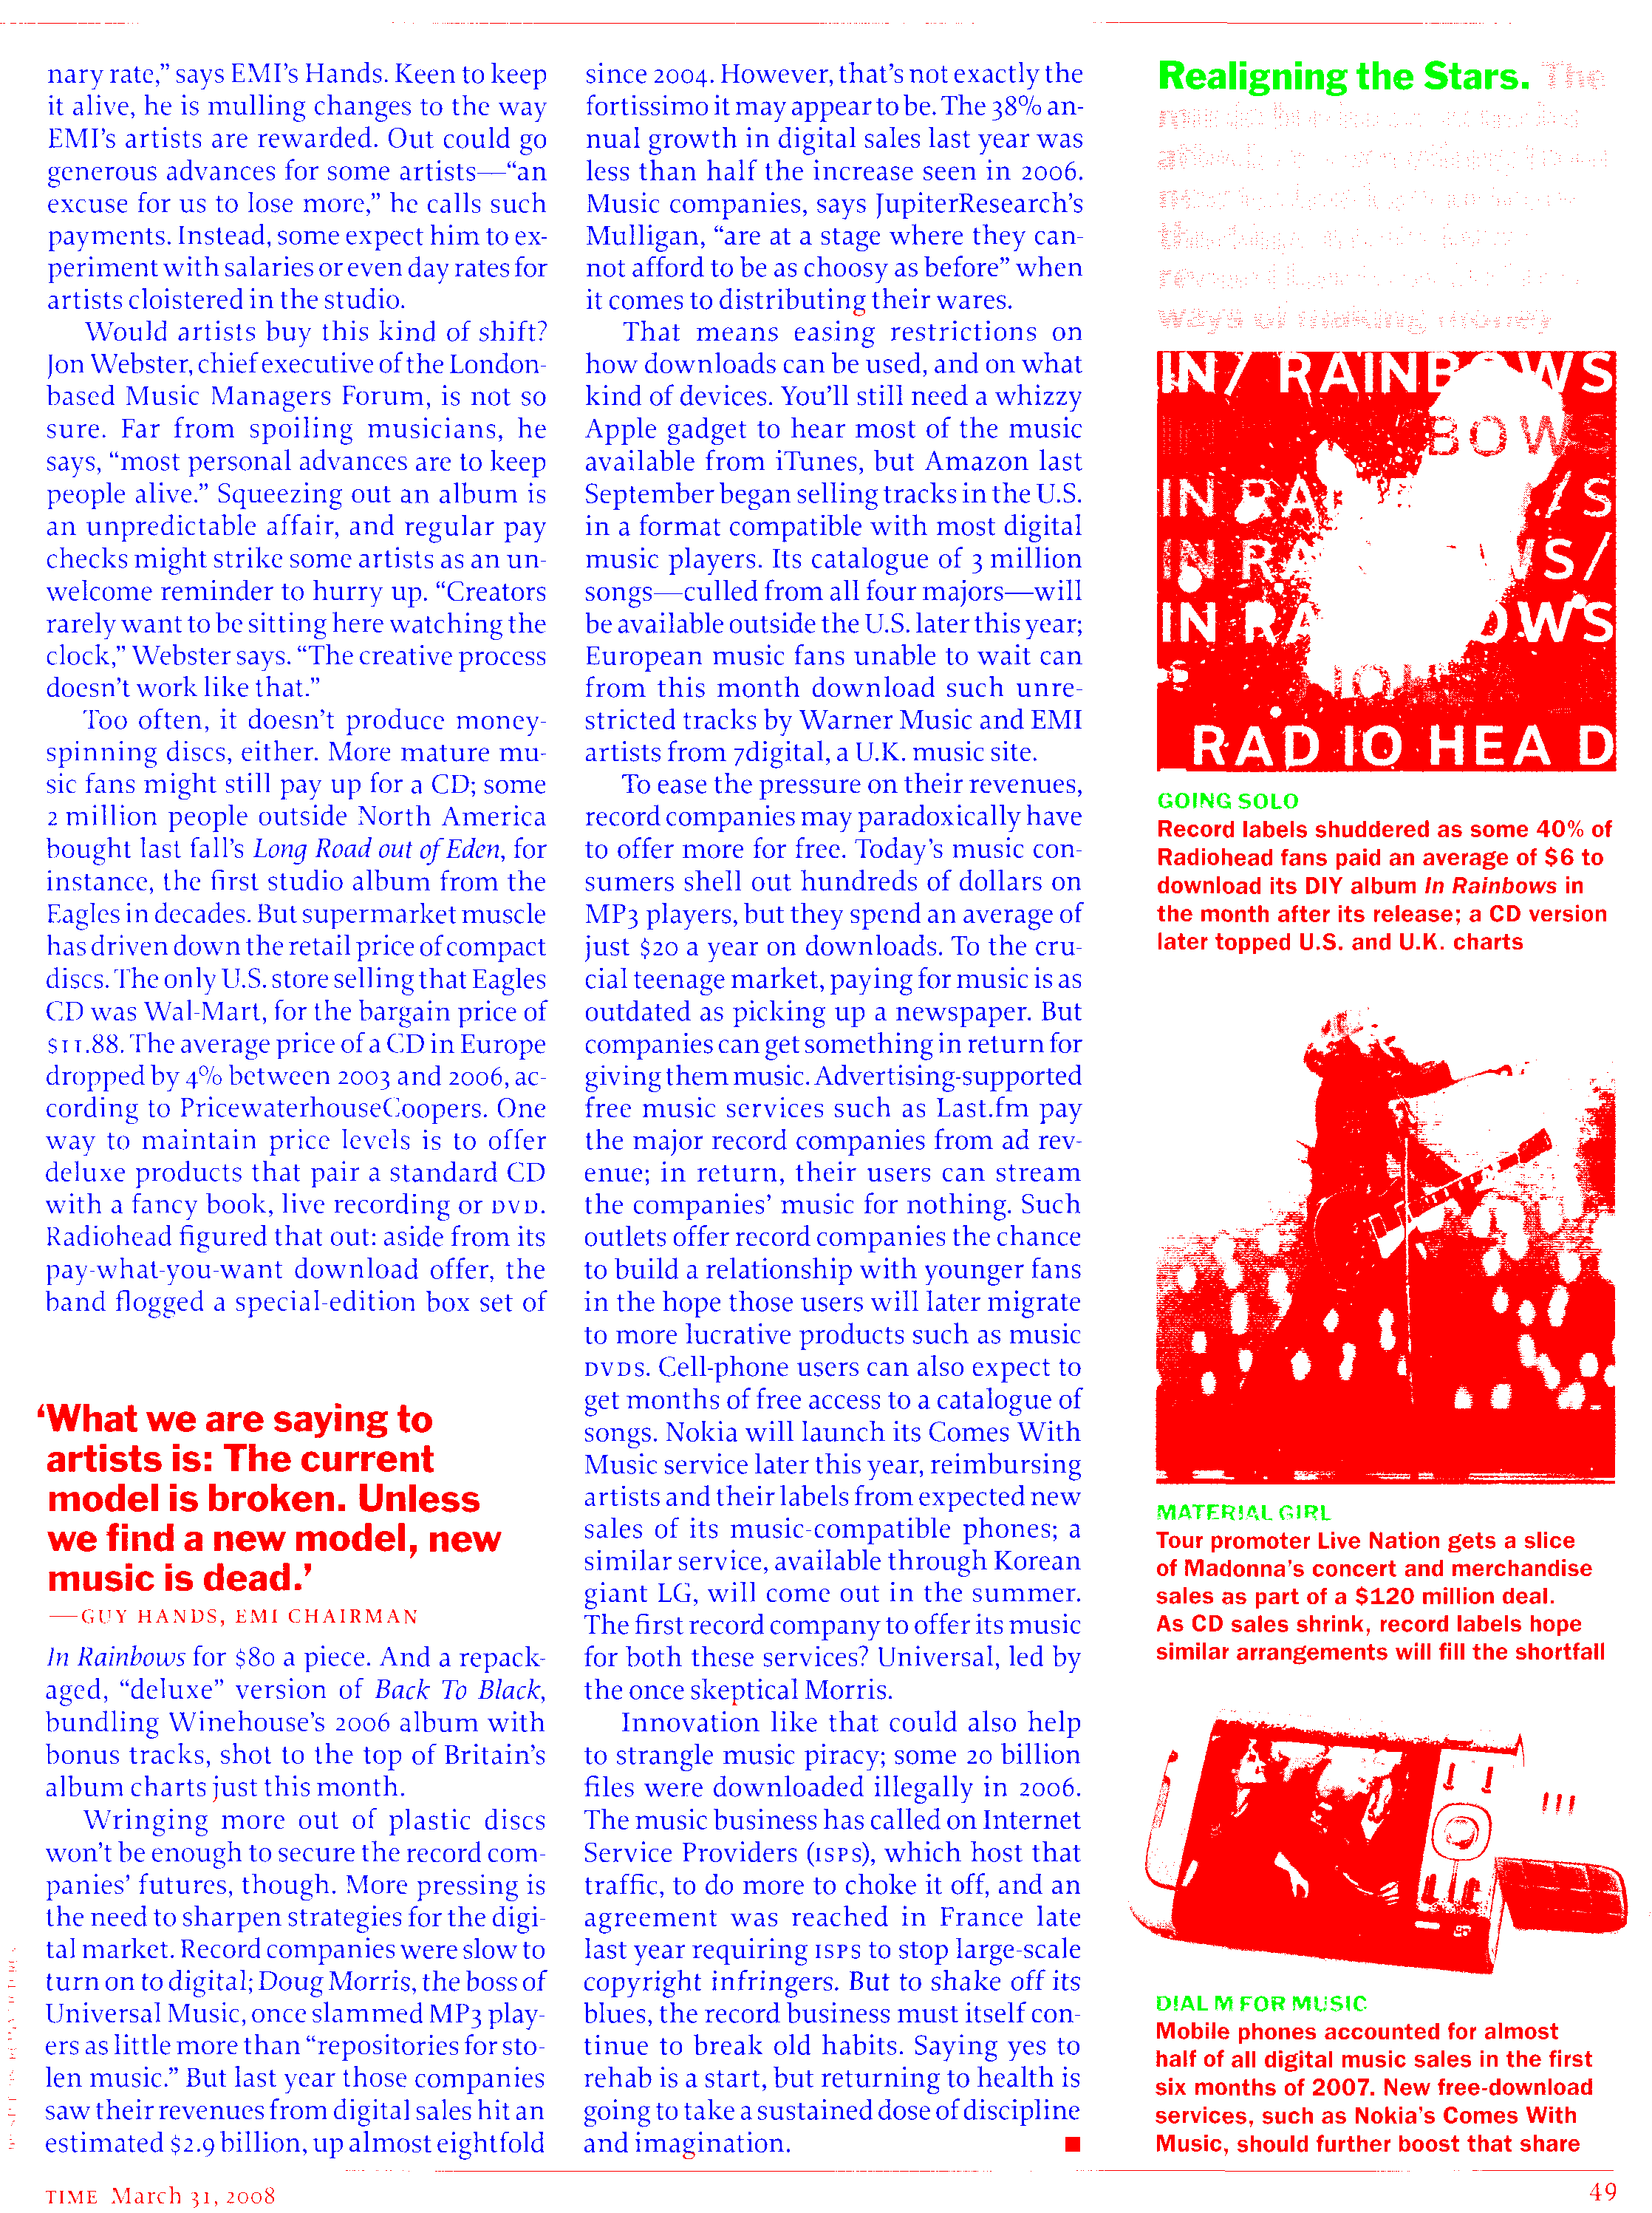 nary rate,” says EMI’s Hands. Keen to keep
it alive, he is mulling changes to the way
EMI’s artists are rewarded. Out could go
generous advances for some artists—“an
excuse for us to lose more,” he calls such
payments. Instead, some expect him to ex-
periment with salaries or even day rates for
artists cloistered in the studio.
Would artists buy this kind of shift?
Jon Webster, chief executive of the London-
based Music Managers Forum, is not so
sure. Far from spoiling musicians, he
says, “most personal advances are to keep
people alive.” Squeezing out an album is
an unpredictable affair, and regular pay
checks might strike some artists as an un-
welcome reminder to hurry up. “Creators
rarely want to be sitting here watching the
clock,” Webster says. “The creative process
doesn’t work like that.”
Too often, it doesn’t produce money-
spinning discs, either. More mature mu-
sic fans might still pay up for a CD; some
2 million people outside North America
bought last fall’s Long Road out of Eden, for
instance, the first studio album from the
Eagles in decades. But supermarket muscle
has driven down the retail price of compact
discs. The only U.S. store selling that Eagles
CD was Wal-Mart, for the bargain price of
$11.88. The average price of a CD in Europe
dropped by 4% between 2003 and 2006, ac-
cording to PricewaterhouseCoopers. One
way to maintain price levels is to offer
deluxe products that pair a standard CD
with a fancy book, live recording or DVD.
Radiohead figured that out: aside from its
pay-what-you-want download offer, the
band flogged a special-edition box set of
‘What we are saying to
artists is: The current
model is broken. Unless
we find a new model, new
music is dead.’
—GUY HANDS, EMI CHAIRMAN
In Rainbows for $80 a piece. And a repack-
aged, “deluxe” version of Back To Black,
bundling Winehouse’s 2006 album with
bonus tracks, shot to the top of Britain’s
album charts just this month.
Wringing more out of plastic discs
won’t be enough to secure the record com-
panies’ futures, though. More pressing is
the need to sharpen strategies for the digi-
tal market. Record companies were slow to
turn on to digital; Doug Morris, the boss of
Universal Music, once slammed MP3 play-
ers as little more than “repositories for sto-
len music.” But last year those companies
saw their revenues from digital sales hit an
estimated $2.9 billion, up almost eightfold
since 2004. However, that’s not exactly the
fortissimo it may appear to be. The 38% an-
nual growth in digital sales last year was
less than half the increase seen in 2006.
Music companies, says JupiterResearch’s
Mulligan, “are at a stage where they can-
not afford to be as choosy as before” when
it comes to distributing their wares.
That means easing restrictions on
how downloads can be used, and on what
kind of devices. You’ll still need a whizzy
Apple gadget to hear most of the music
available from iTunes, but Amazon last
September began selling tracks in the U.S.
in a format compatible with most digital
music players. Its catalogue of 3 million
songs—culled from all four majors—will
be available outside the U.S. later this year;
European music fans unable to wait can
from this month download such unre-
stricted tracks by Warner Music and EMI
artists from 7digital, a U.K. music site.
To ease the pressure on their revenues,
record companies may paradoxically have
to offer more for free. Today’s music con-
sumers shell out hundreds of dollars on
MP3 players, but they spend an average of
just $20 a year on downloads. To the cru-
cial teenage market, paying for music is as
outdated as picking up a newspaper. But
companies can get something in return for
giving them music. Advertising-supported
free music services such as Last.fm pay
the major record companies from ad rev-
enue; in return, their users can stream
the companies’ music for nothing. Such
outlets offer record companies the chance
to build a relationship with younger fans
in the hope those users will later migrate
to more lucrative products such as music
DVDs. Cell-phone users can also expect to
get months of free access to a catalogue of
songs. Nokia will launch its Comes With
Music service later this year, reimbursing
artists and their labels from expected new
sales of its music-compatible phones; a
similar service, available through Korean
giant LG, will come out in the summer.
The first record company to offer its music
for both these services? Universal, led by
the once skeptical Morris.
Innovation like that could also help
to strangle music piracy; some 20 billion
files were downloaded illegally in 2006.
The music business has called on Internet
Service Providers (ISPs), which host that
traffic, to do more to choke it off, and an
agreement was reached in France late
last year requiring ISPs to stop large-scale
copyright infringers. But to shake off its
blues, the record business must itself con-
tinue to break old habits. Saying yes to
rehab is a start, but returning to health is
going to take a sustained dose of discipline
and imagination.
Realigning the Stars. The
ways of making money
IN/ RAINBOWS
BOWS
IN RA /S
IN RA WS/
IN RA OWS
RADIOHEAD
GOING SOLO
Record labels shuddered as some 40% of
Radiohead fans paid an average of $6 to
download its DIY album In Rainbows in
the month after its release; a CD version
later topped U.S. and U.K. charts
MATERIAL GIRL
Tour promoter Live Nation gets a slice
of Madonna’s concert and merchandise
sales as part of a $120 million deal.
As CD sales shrink, record labels hope
similar arrangements will fill the shortfall
DIAL M FOR MUSIC
Mobile phones accounted for almost
half of all digital music sales in the first
six months of 2007. New free-download
services, such as Nokia’s Comes With
Music, should further boost that share
TIME March 31, 2008
49